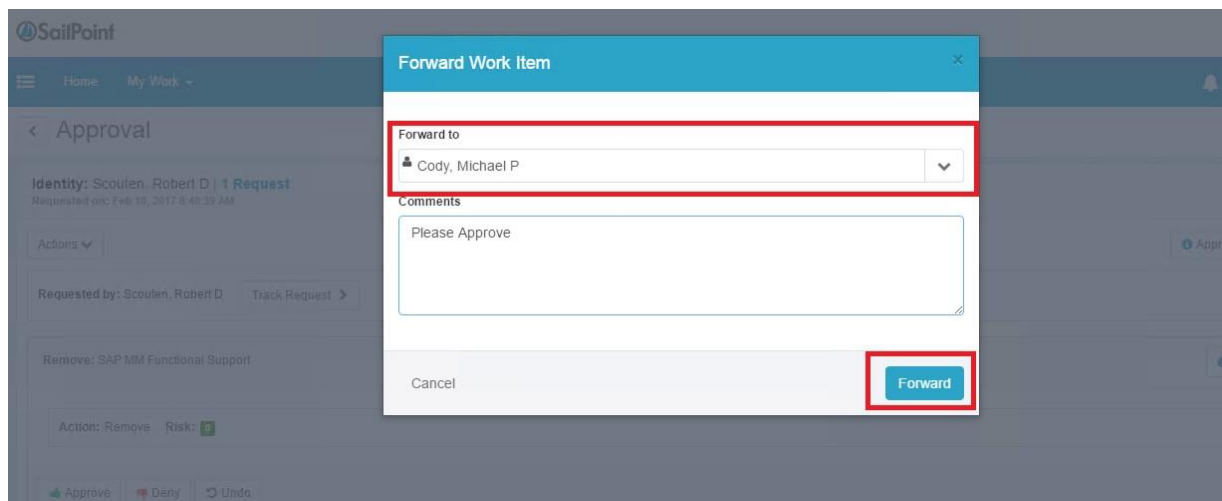 SailPoint
Home My Work
Forward Work Item
Approval
Forward to
Cody, Michael P
Identity: Scouten, Robert D | 1 Request
Requested on: Feb 10, 2017 8:40:39 AM
Comments
Please Approve
Actions
Requested by: Scouten, Robert D Track Request
Remove: SAP MM Functional Support
Cancel Forward
Action: Remove Risk: 0
Approve Deny Undo